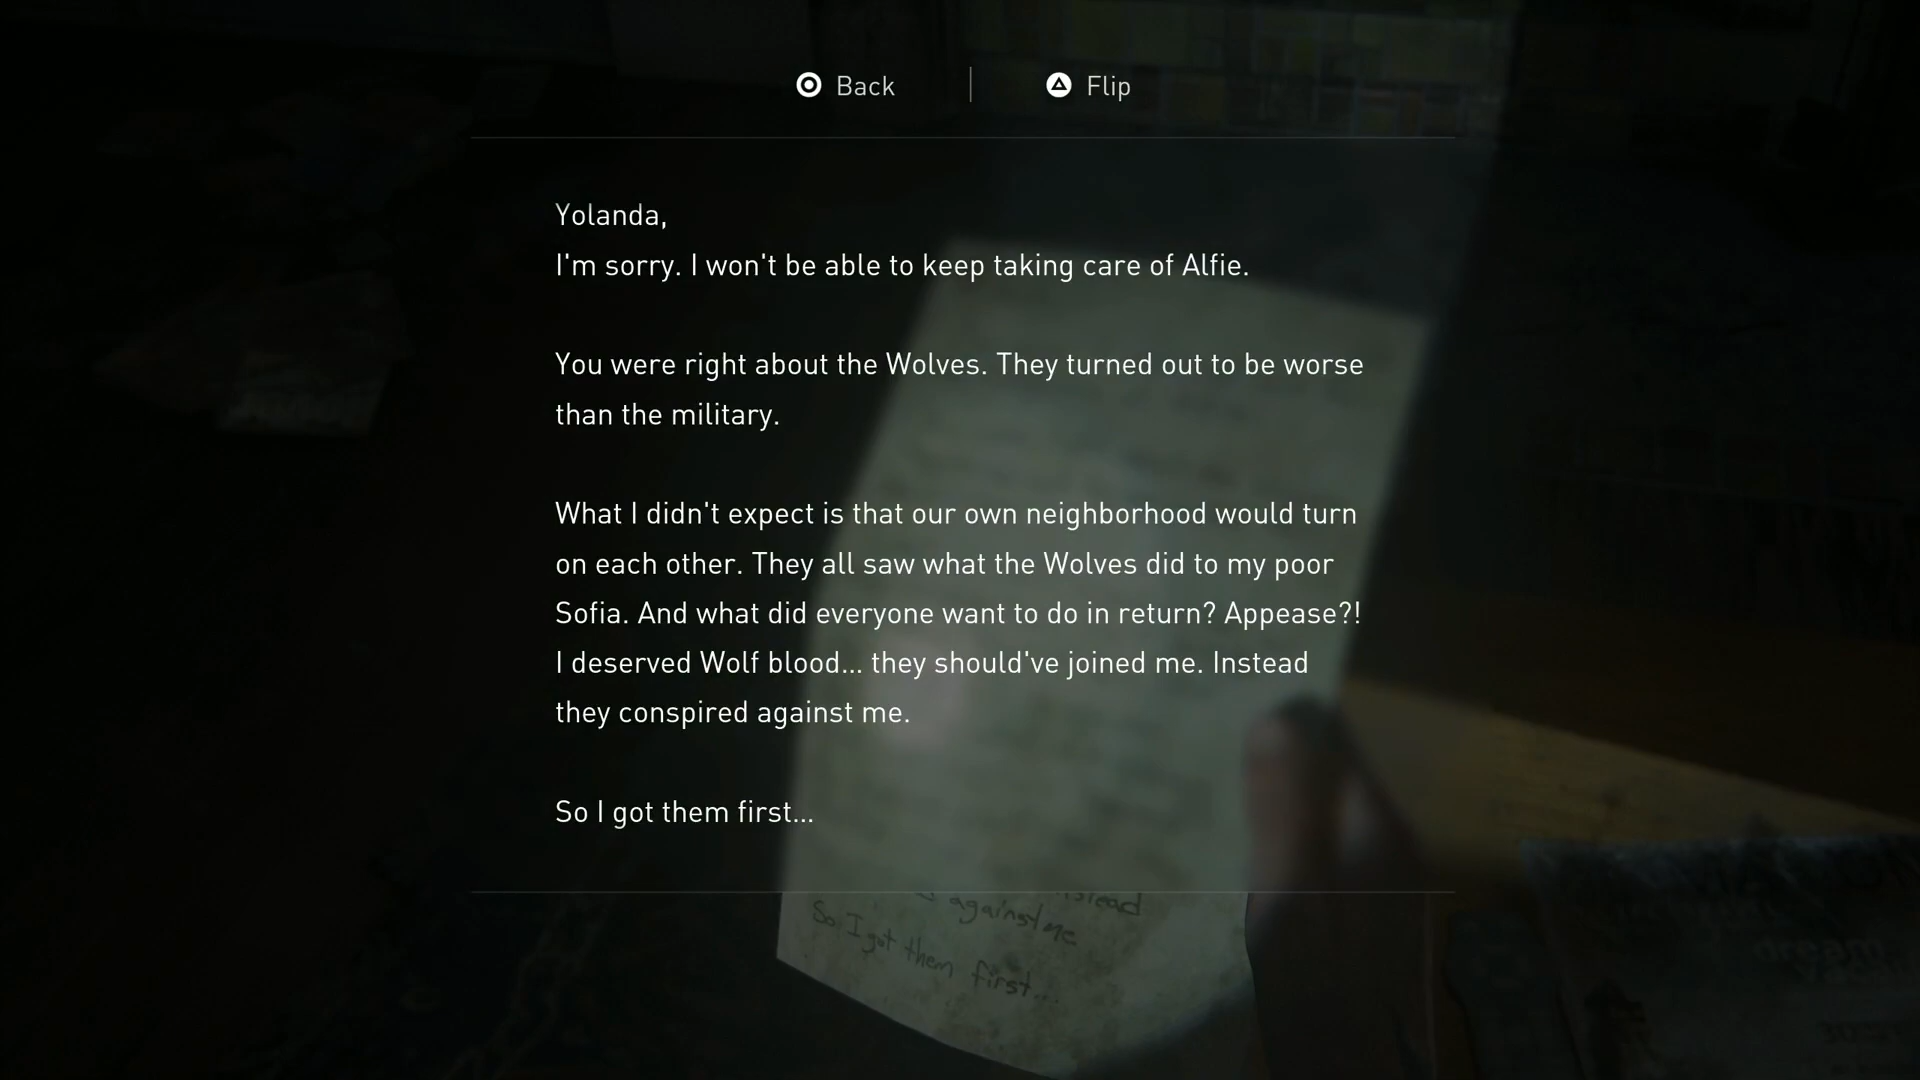 Back
Flip
Yolanda,
I'm sorry. I won't be able to keep taking care of Alfie.
You were right about the Wolves. They turned out to be worse
than the military.
What I didn't expect is that our own neighborhood would turn
on each other. They all saw what the Wolves did to my poor
Sofia. And what did everyone want to do in return? Appease?!
I deserved Wolf blood... they should've joined me. Instead
they conspired against me.
So I got them first...
against me
So I got them first...